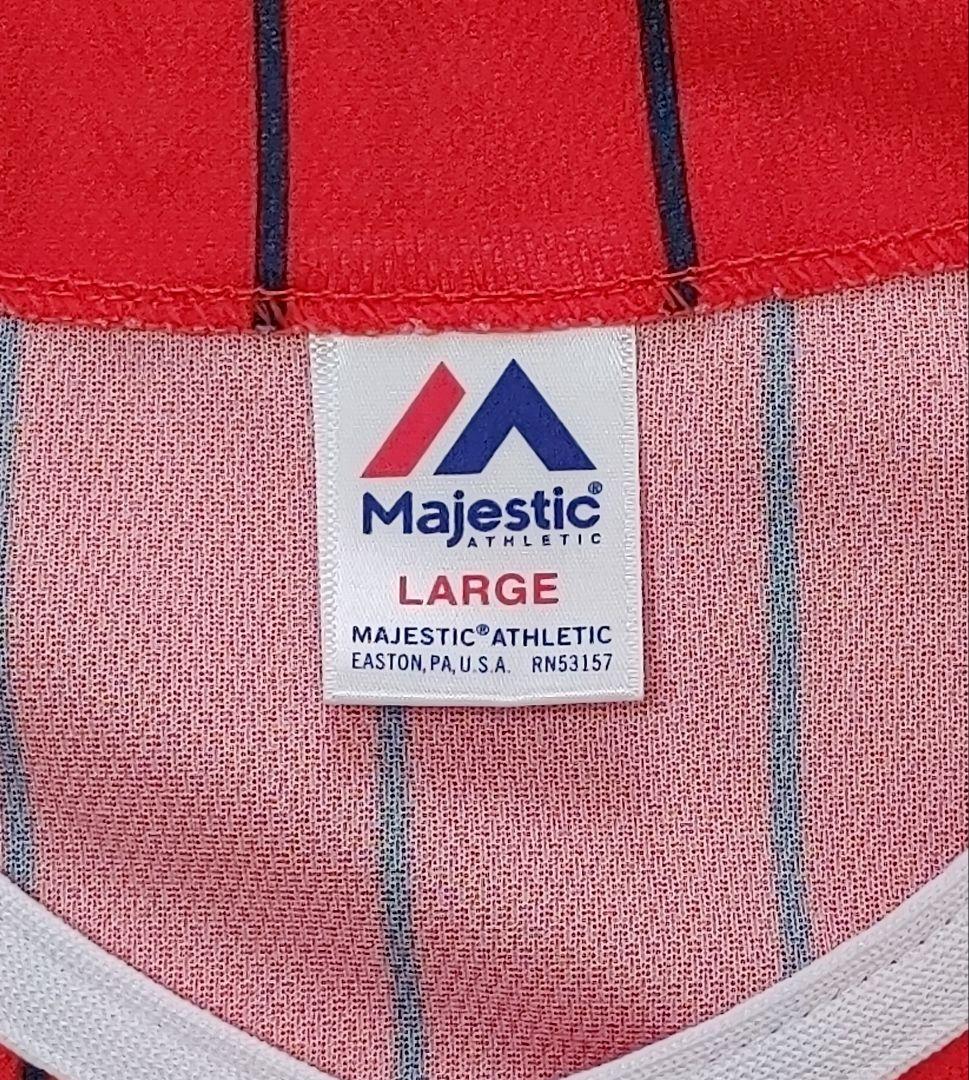 Majestic®
ATHLETIC
LARGE
MAJESTIC® ATHLETIC
EASTON, PA, U.S.A. RN53157